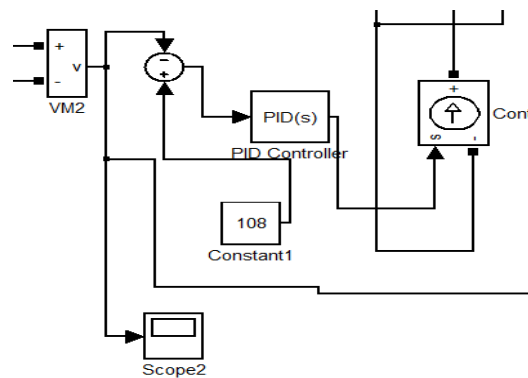 +
v
-
VM2
-
+
PID(s)
PID Controller
108
Constant1
Scope2
+
s
-
Cont